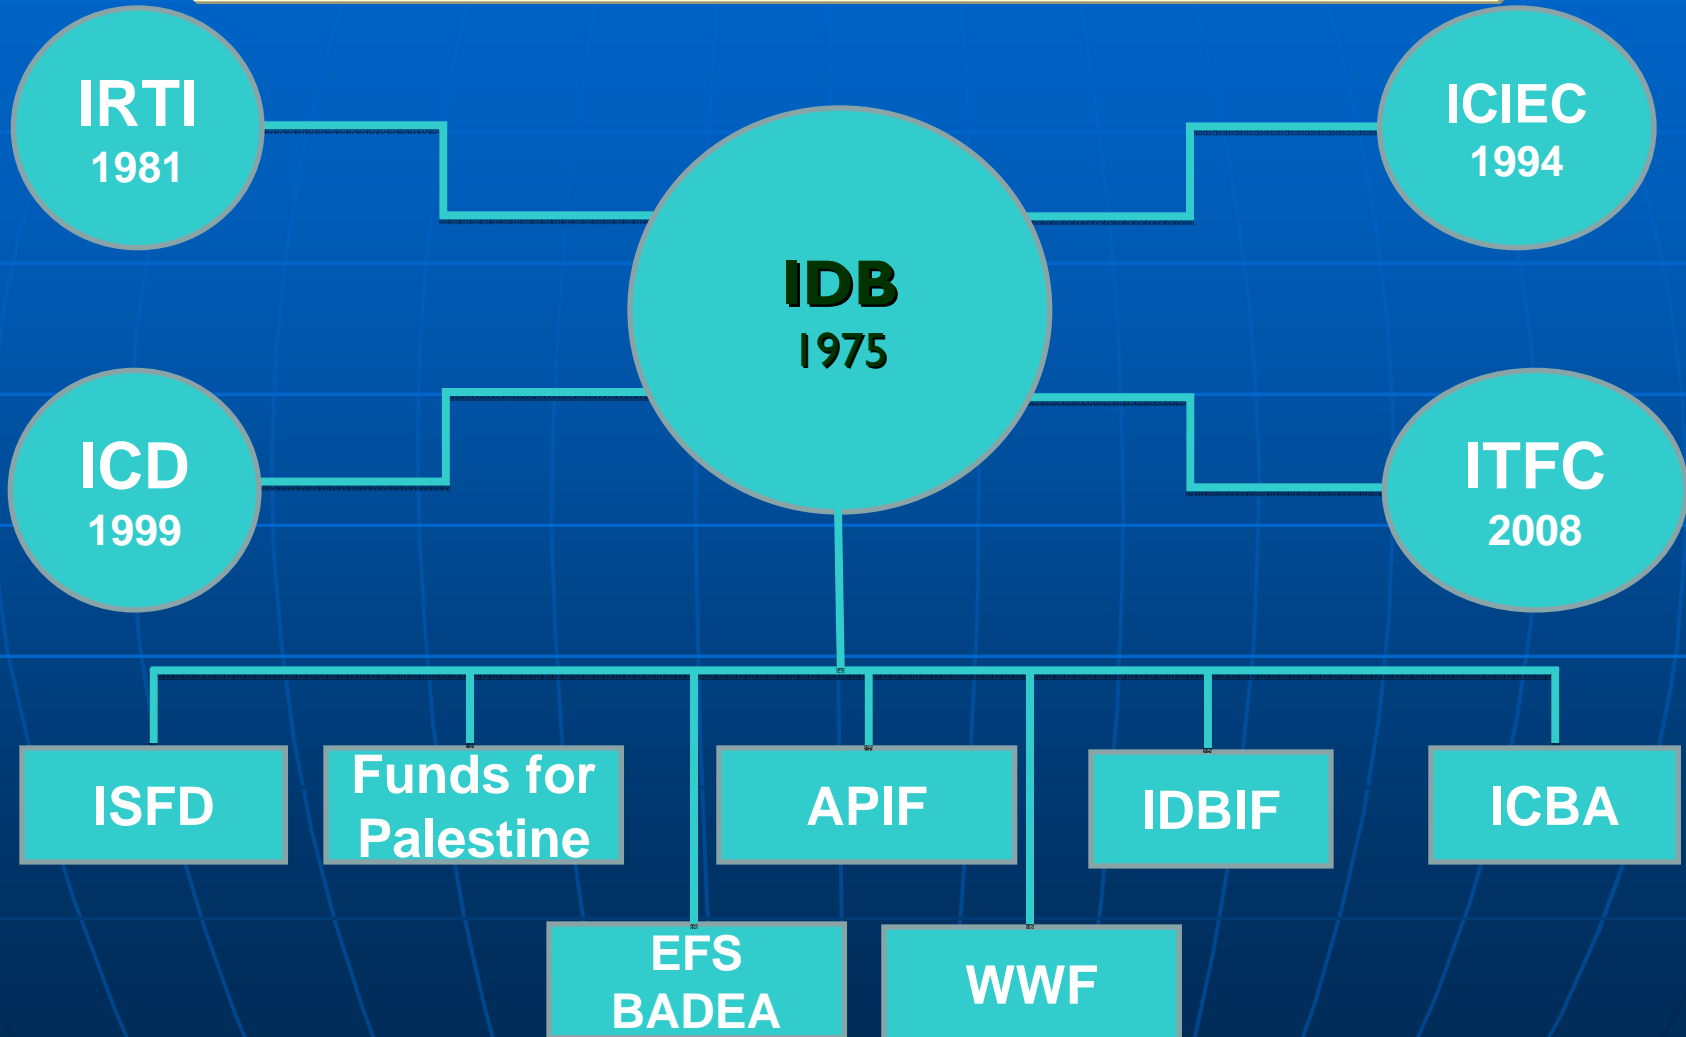 IRTI
1981
ICIEC
1994
IDB
1975
ICD
1999
ITFC
2008
ISFD
Funds for
Palestine
APIF
IDBIF
ICBA
EFS
BADEA
WWF